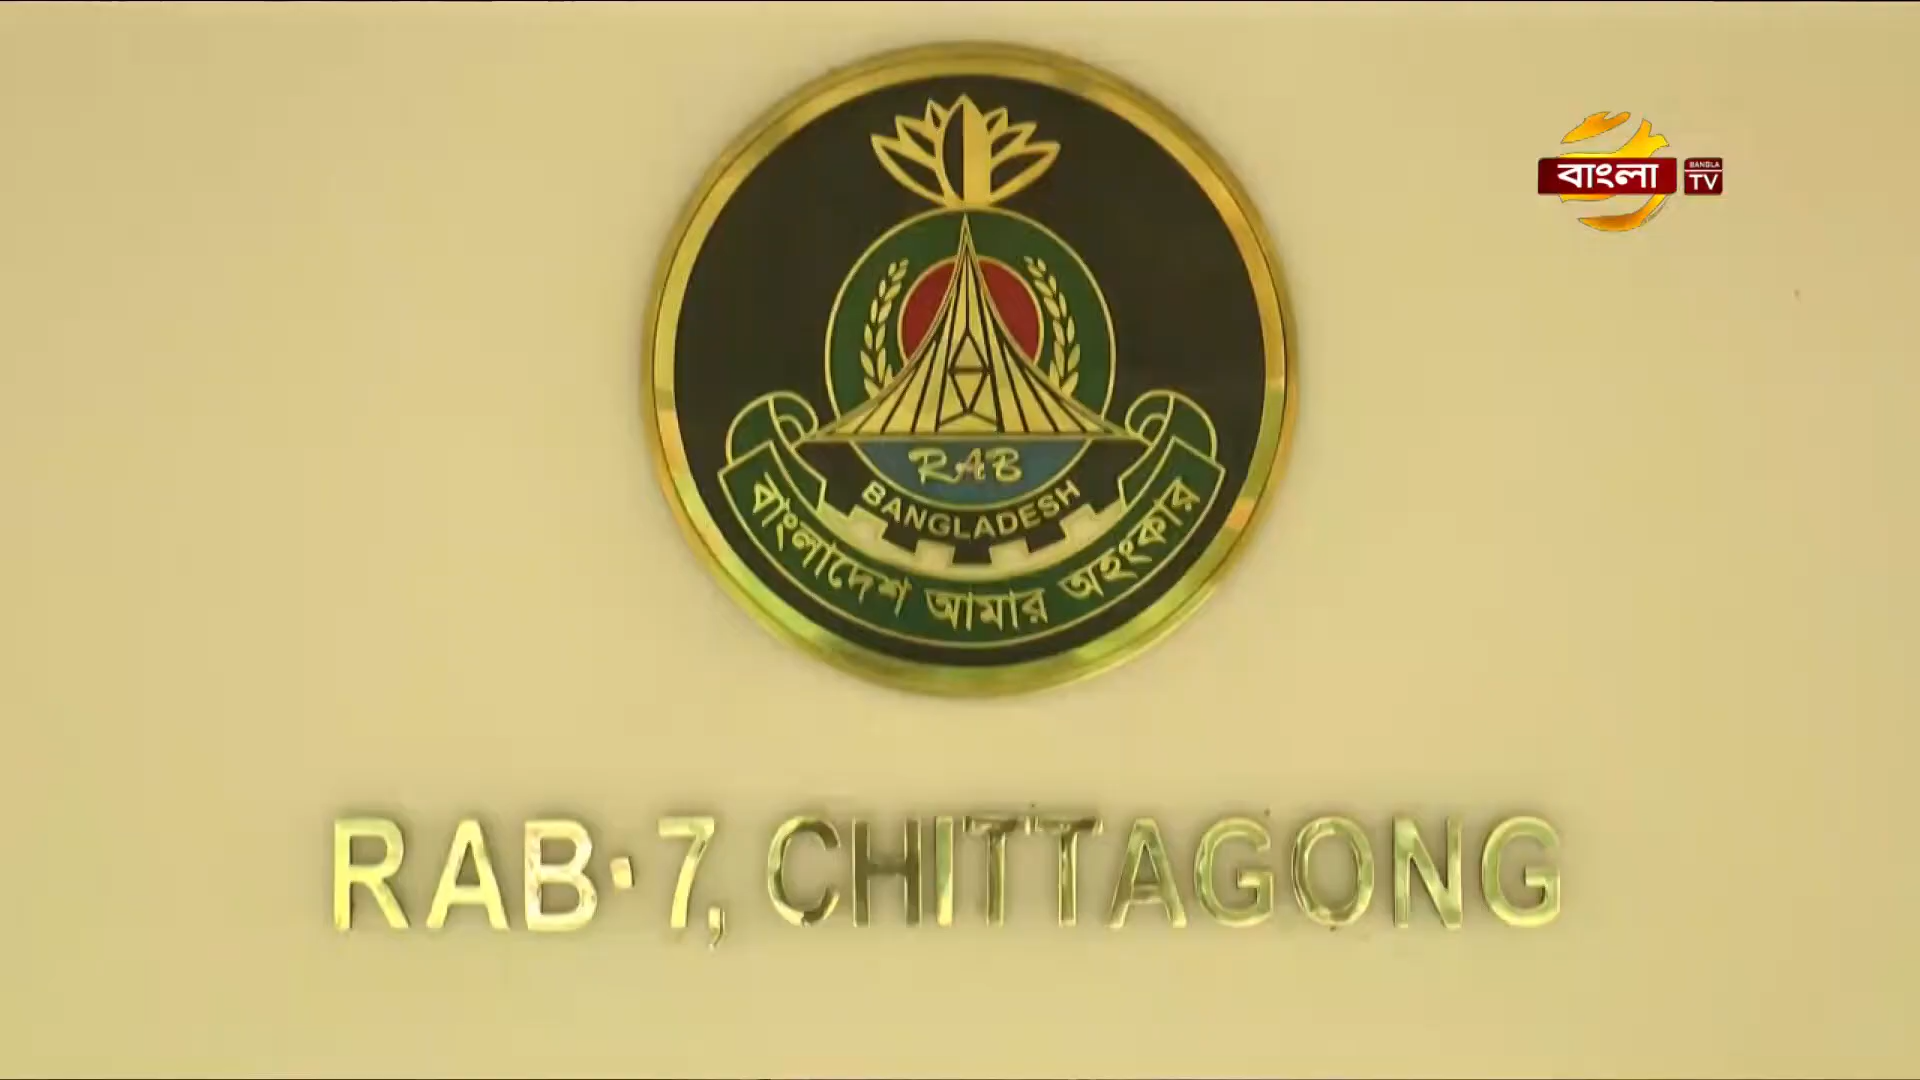 বাংলা
BANGLA
TV
RAB
BANGLADESH
বাংলাদেশ আমার অহংকার
RAB-7, CHITTAGONG